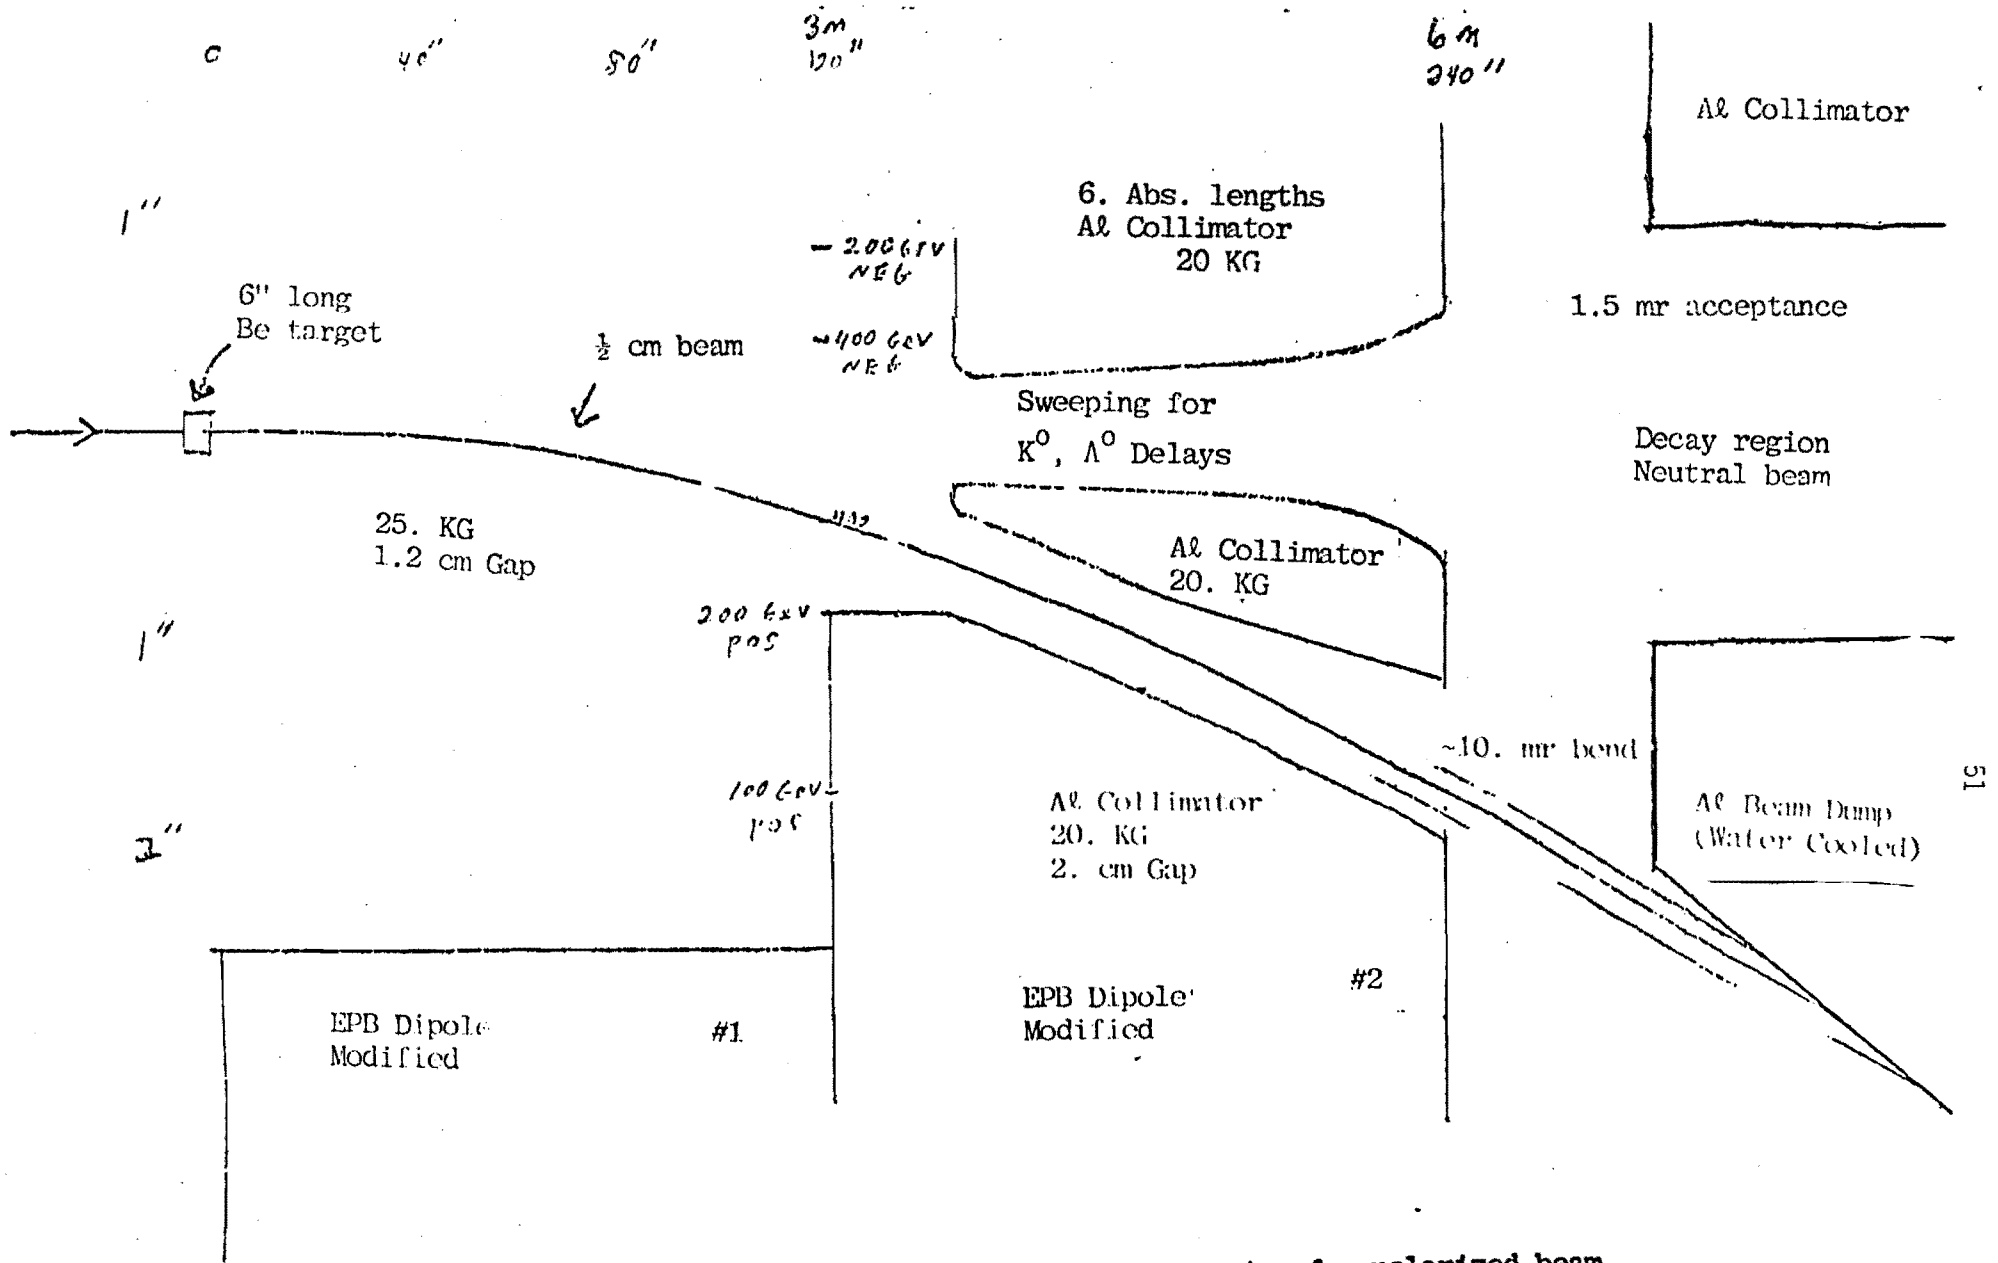 0 40" 80" 3m 120" 6m 240"
Al Collimator
1"
6. Abs. lengths
Al Collimator
20 KG
- 200 GeV
NEG
6" long
Be target
½ cm beam
~400 GeV
NEG
1.5 mr acceptance
Sweeping for
K⁰, Λ⁰ Delays
Decay region
Neutral beam
25. KG
1.2 cm Gap
Al Collimator
20. KG
1"
200 GeV
POS
~10. mr bend
51
100 GeV
POS
Al Collimator
20. KG
2. cm Gap
Al Beam Dump
(Water Cooled)
EPB Dipole
Modified
#1
EPB Dipole
Modified
#2
polarized beam